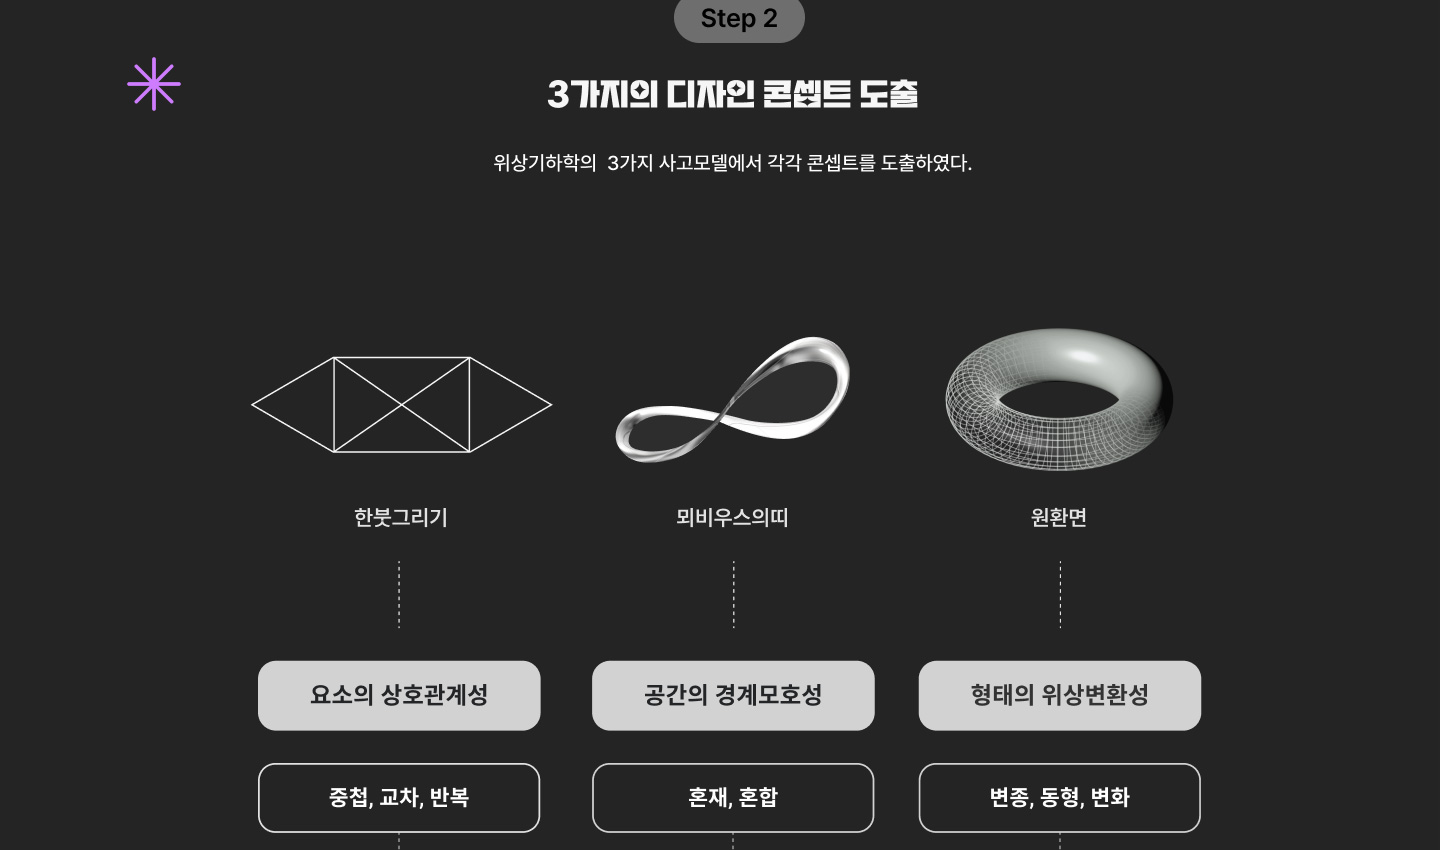 Step 2
3가지의 디자인 콘셉트 도출
위상기하학의 3가지 사고모델에서 각각 콘셉트를 도출하였다.
한붓그리기
뫼비우스의띠
원환면
요소의 상호관계성
공간의 경계모호성
형태의 위상변환성
중첩, 교차, 반복
혼재, 혼합
변종, 동형, 변화